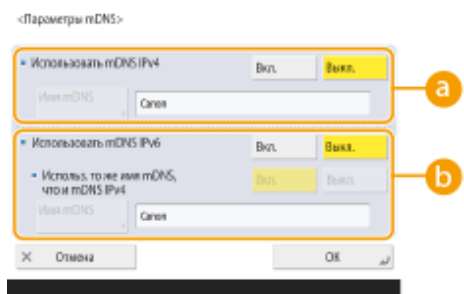 <Параметры mDNS>
Использовать mDNS IPv4
Вкл.
Выкл.
a
Имя mDNS
Canon
Использовать mDNS IPv6
Вкл.
Выкл.
b
Использ. то же имя mDNS,
что и mDNS IPv4
Вкл.
Выкл.
Имя mDNS
Canon
Отмена
OK